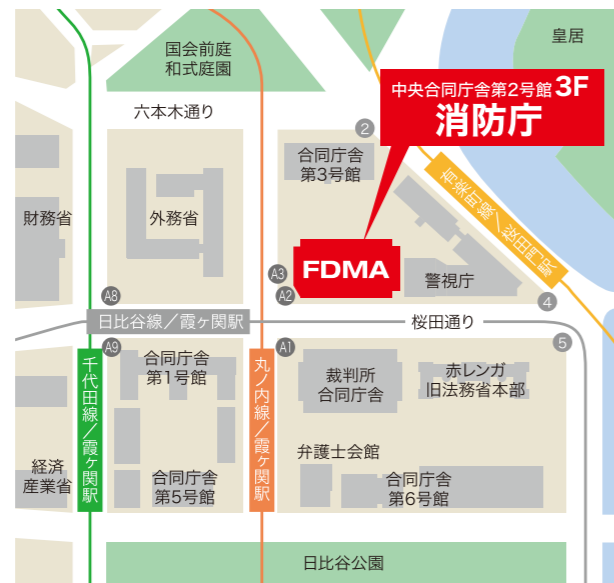 国会前庭
和式庭園
皇居
中央合同庁舎第2号館3F
消防庁
六本木通り
2
合同庁舎
第3号館
有楽町線／桜田門駅
財務省
外務省
FDMA
警視庁
A3
A2
A8
4
日比谷線／霞ヶ関駅
桜田通り
5
A9
A1
千代田線／霞ヶ関駅
合同庁舎
第1号館
丸ノ内線／霞ヶ関駅
裁判所
合同庁舎
赤レンガ
旧法務省本部
弁護士会館
経済
産業省
合同庁舎
第5号館
合同庁舎
第6号館
日比谷公園